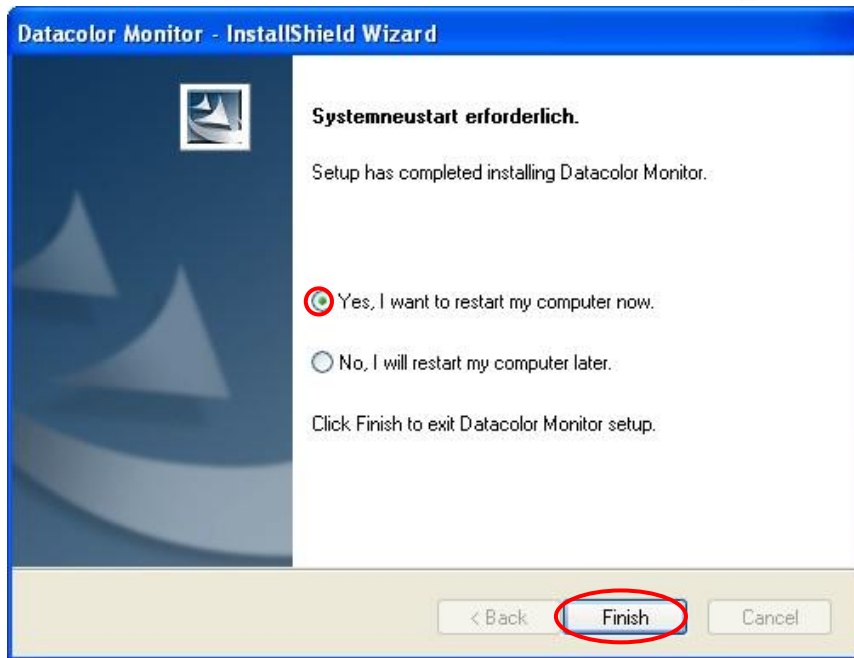 Datacolor Monitor - InstallShield Wizard
Systemneustart erforderlich.
Setup has completed installing Datacolor Monitor.
Yes, I want to restart my computer now.
No, I will restart my computer later.
Click Finish to exit Datacolor Monitor setup.
< Back Finish Cancel